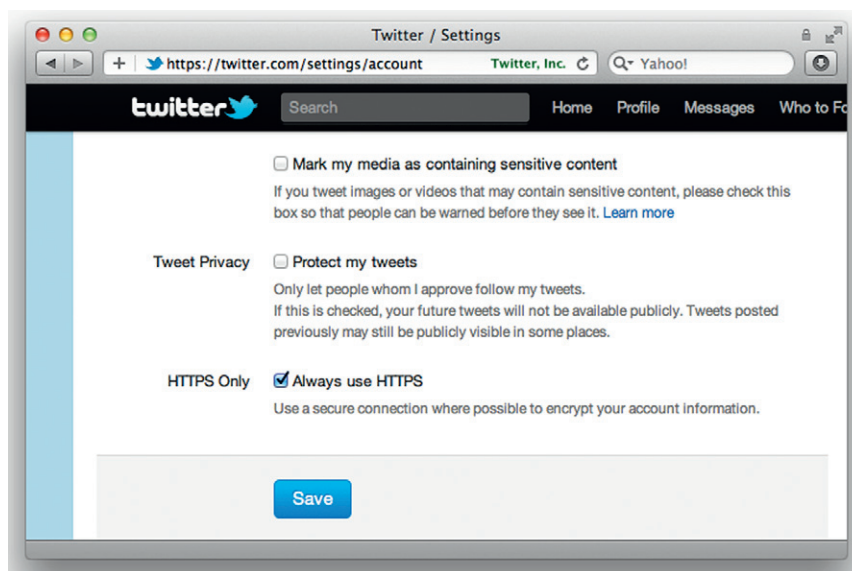 Twitter / Settings
https://twitter.com/settings/account Twitter, Inc. Yahoo!
twitter Search Home Profile Messages Who to Fo
Mark my media as containing sensitive content
If you tweet images or videos that may contain sensitive content, please check this
box so that people can be warned before they see it. Learn more
Tweet Privacy Protect my tweets
Only let people whom I approve follow my tweets.
If this is checked, your future tweets will not be available publicly. Tweets posted
previously may still be publicly visible in some places.
HTTPS Only Always use HTTPS
Use a secure connection where possible to encrypt your account information.
Save